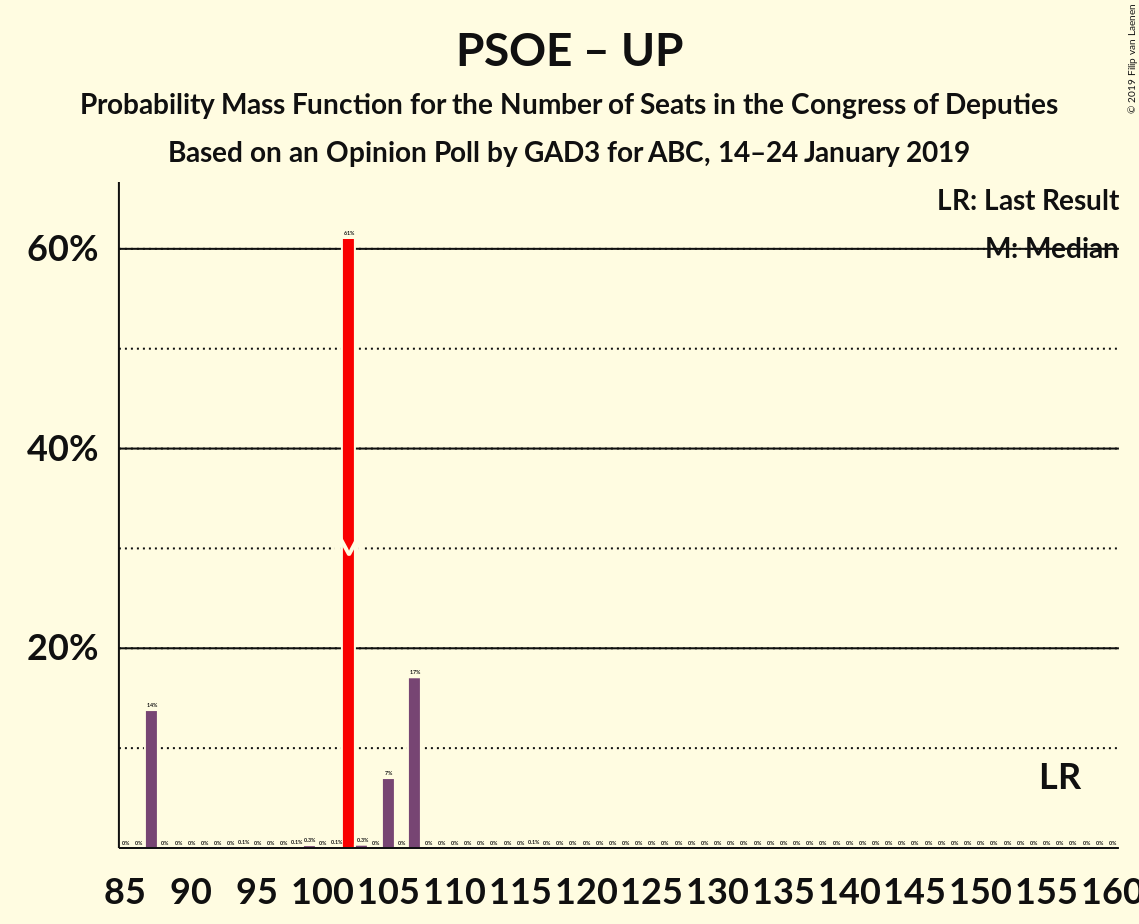 © 2019 Filip van Laenen
PSOE – UP
Probability Mass Function for the Number of Seats in the Congress of Deputies
Based on an Opinion Poll by GAD3 for ABC, 14–24 January 2019
LR: Last Result
M: Median
60%
40%
20%
61%
14%
17%
7%
0.1%
0.1%
0.3%
0.1%
0.3%
0.1%
M
LR
85 90 95 100 105 110 115 120 125 130 135 140 145 150 155 160